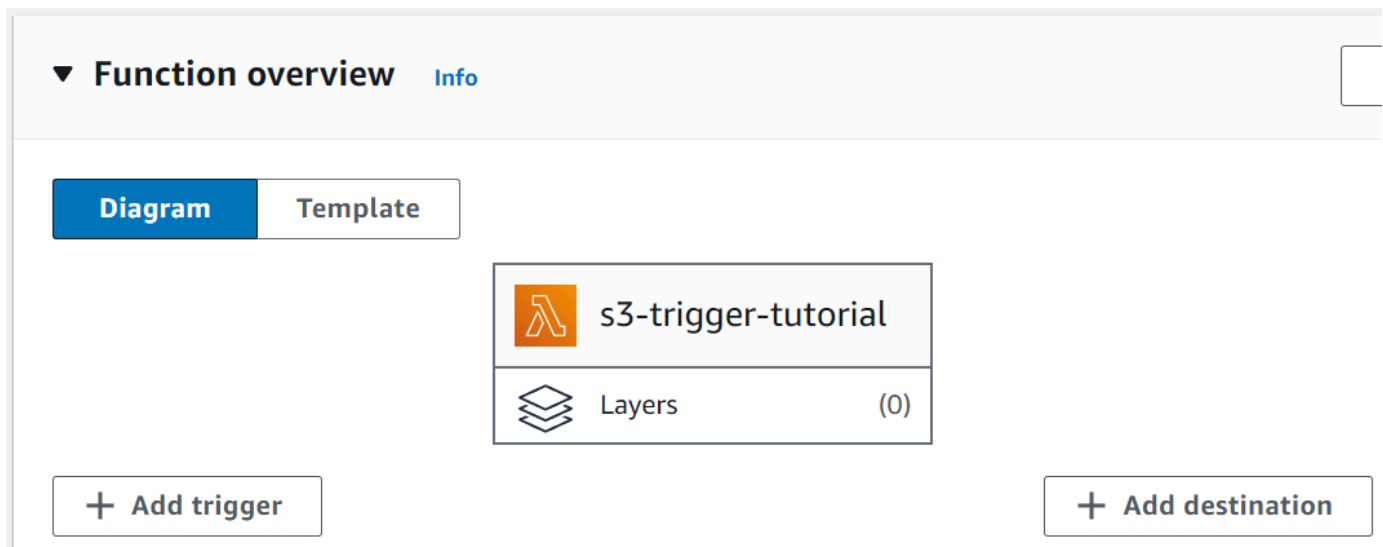 Function overview Info
Diagram Template
s3-trigger-tutorial
Layers (0)
Add trigger
Add destination